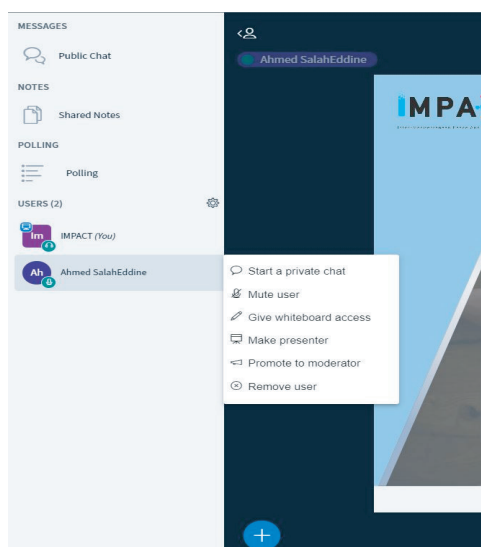 MESSAGES
Public Chat
NOTES
Shared Notes
POLLING
Polling
USERS (2)
Im IMPACT (You)
Ah Ahmed SalahEddine
Ahmed SalahEddine
IMPA
Start a private chat
Mute user
Give whiteboard access
Make presenter
Promote to moderator
Remove user